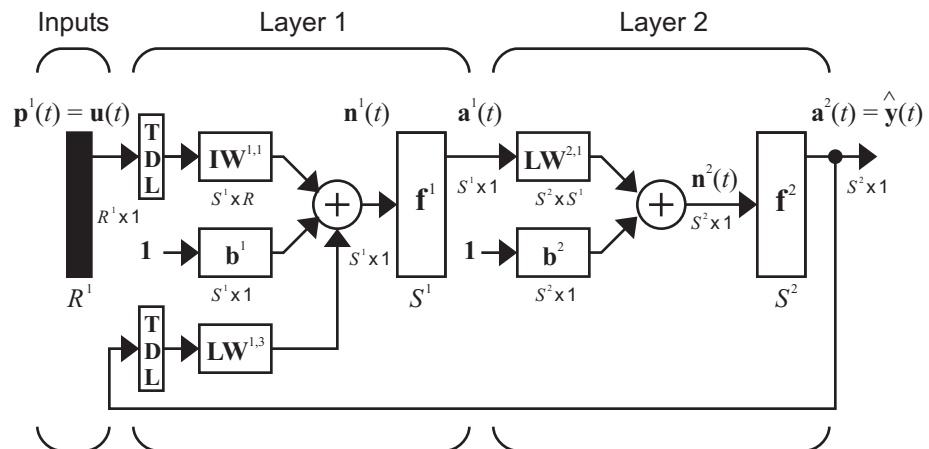 Inputs
Layer 1
Layer 2
p¹(t) = u(t)
n¹(t)
a¹(t)
a²(t) = ŷ(t)
TDL
IW¹,¹
f¹
LW²,¹
n²(t)
f²
R¹ x 1
S¹ x R
S¹ x 1
S² x S¹
S² x 1
S² x 1
1
b¹
S¹ x 1
1
b²
R¹
S¹ x 1
S¹
S² x 1
S²
TDL
LW¹,³